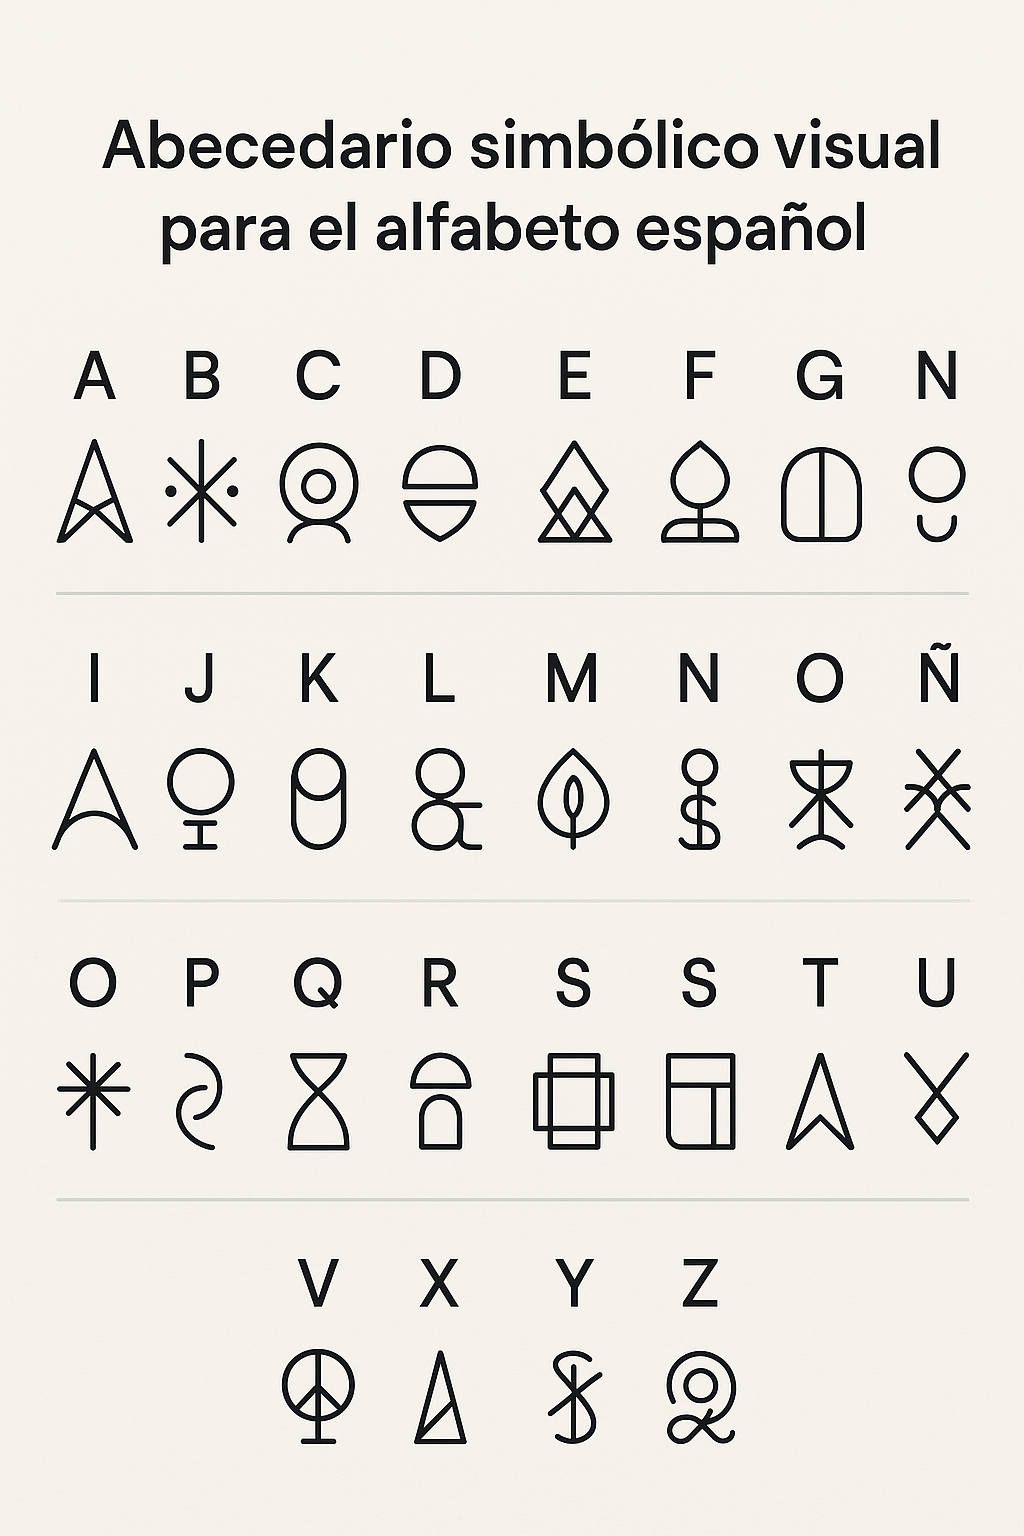 Abecedario simbólico visual
para el alfabeto español
A B C D E F G N
I J K L M N O Ñ
O P Q R S S T U
V X Y Z